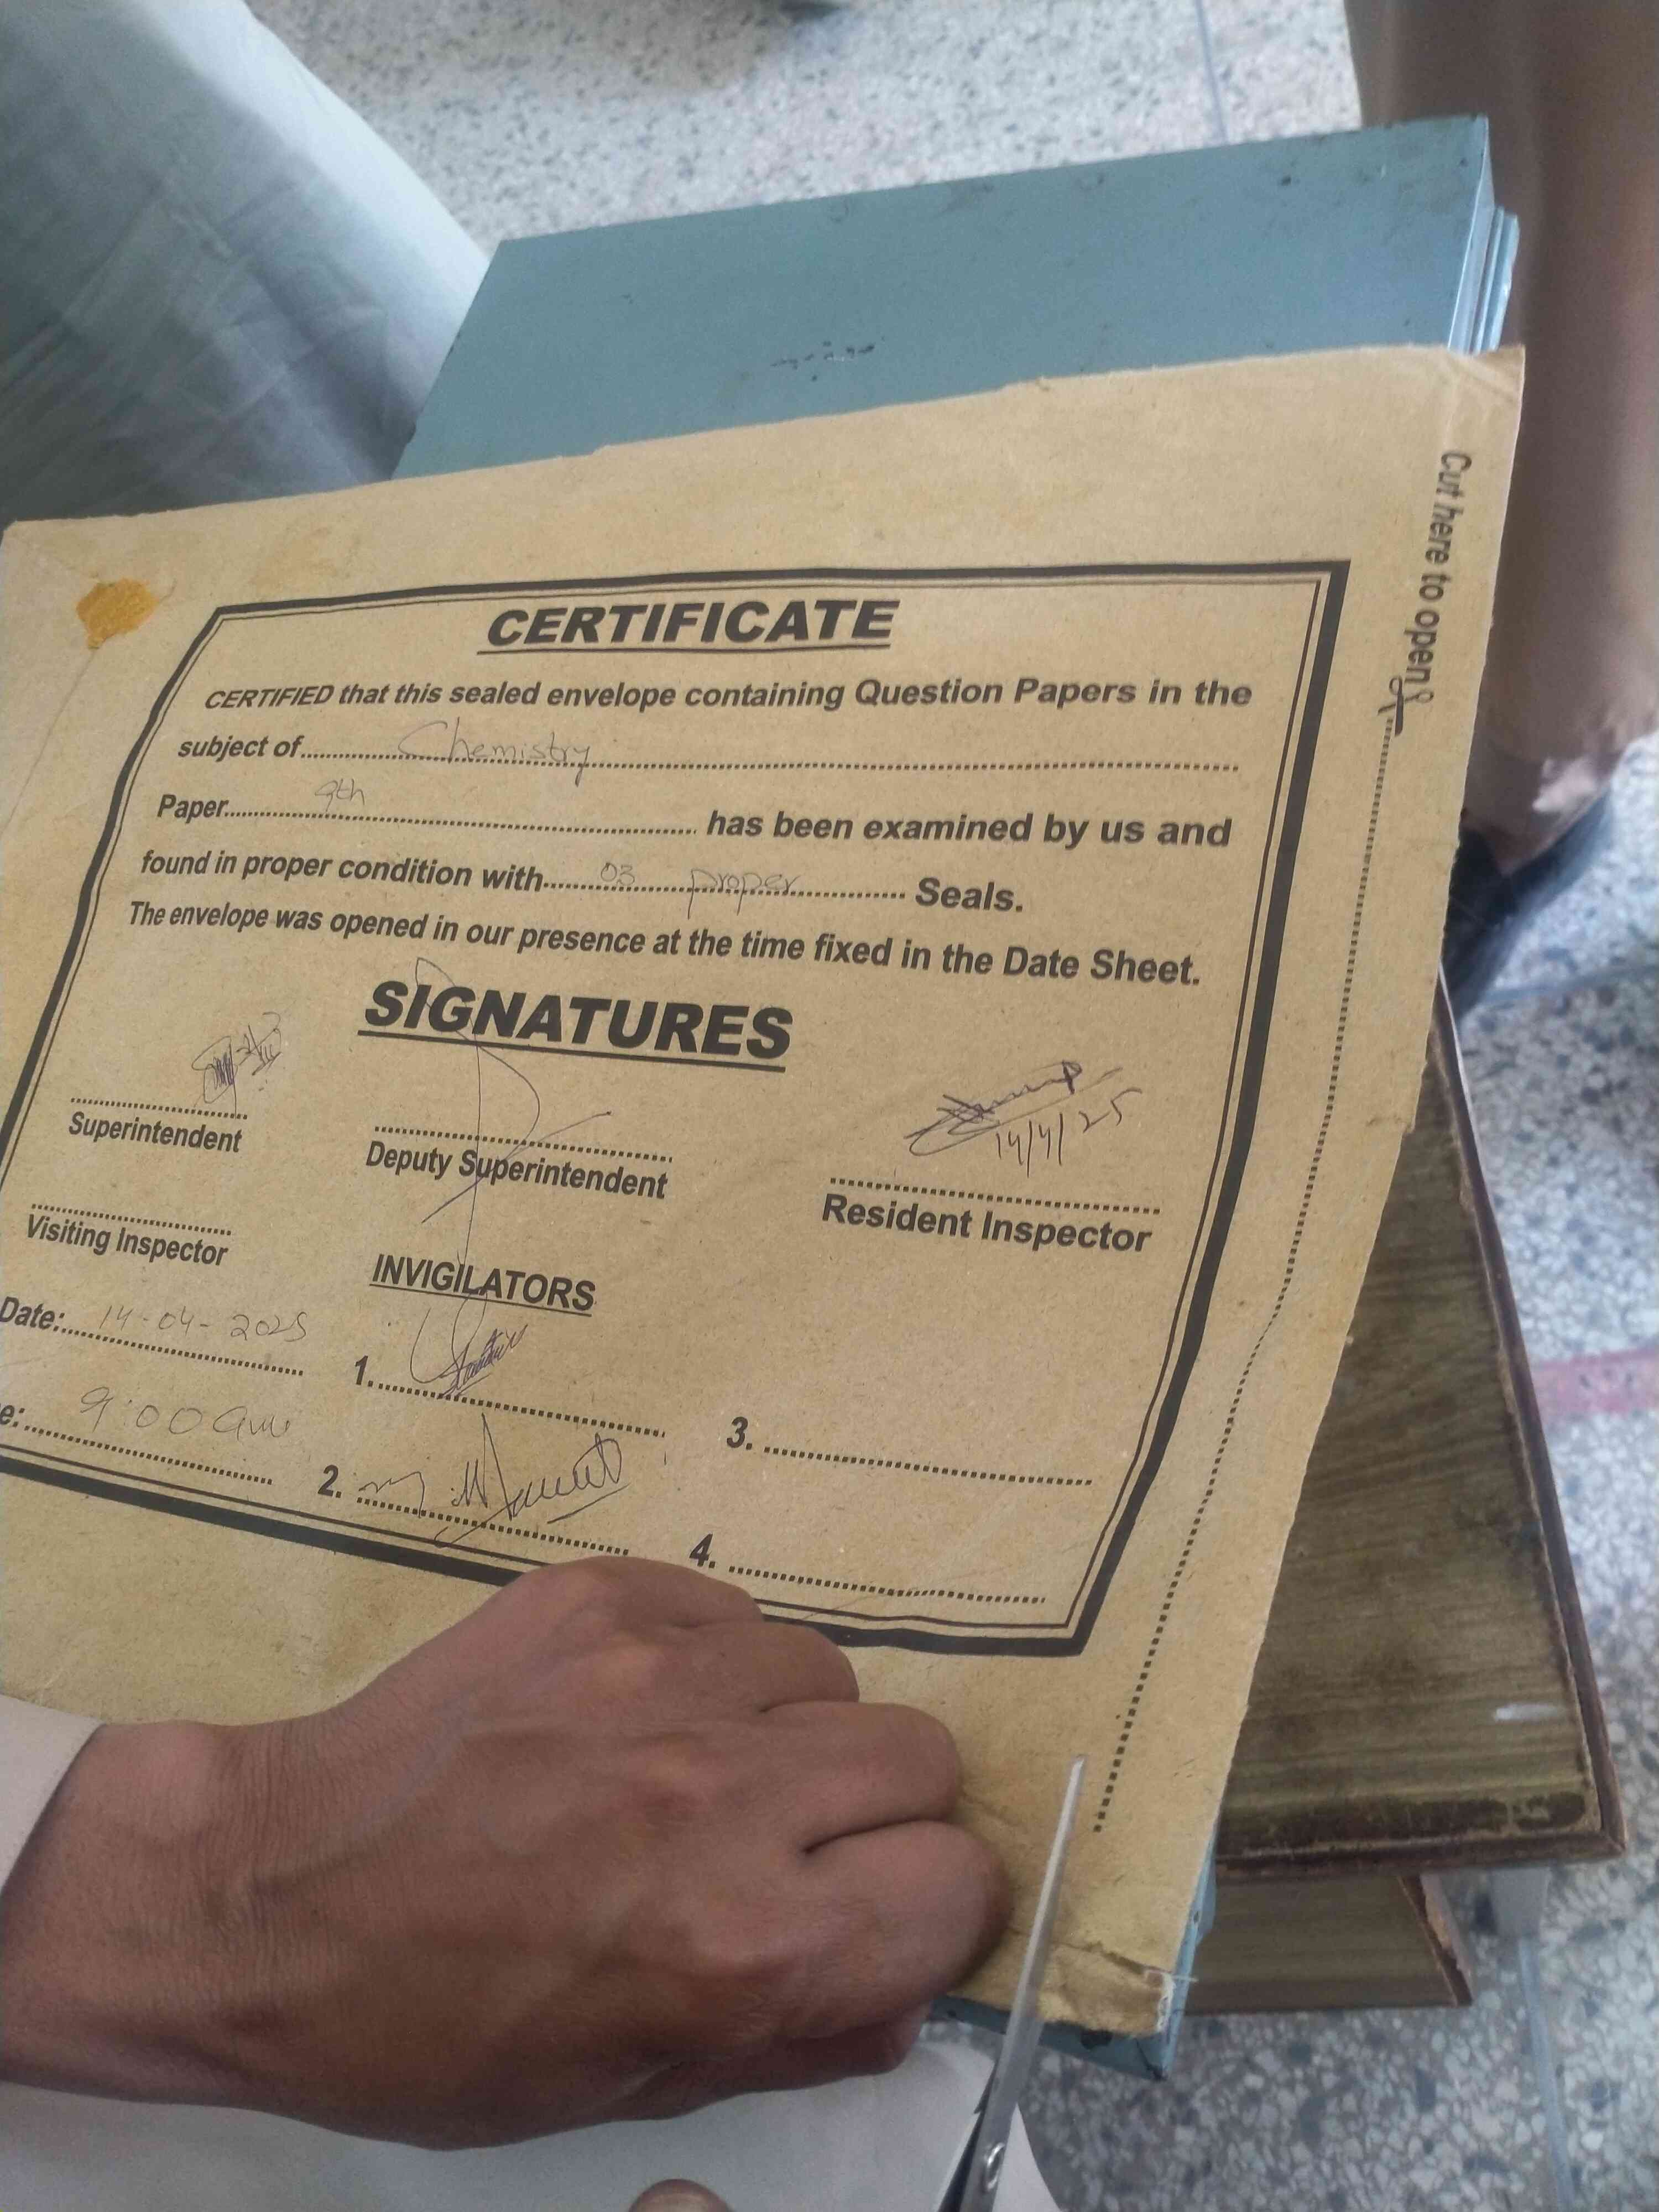 Cut here to open
CERTIFICATE
CERTIFIED that this sealed envelope containing Question Papers in the
subject of Chemistry
Paper 9th has been examined by us and
found in proper condition with 03 proper Seals.
The envelope was opened in our presence at the time fixed in the Date Sheet.
SIGNATURES
14/4/25
Superintendent
Deputy Superintendent
Resident Inspector
Visiting Inspector
INVIGILATORS
Date: 14-04-2025
1.
3.
e: 9:00 am
2.
4.